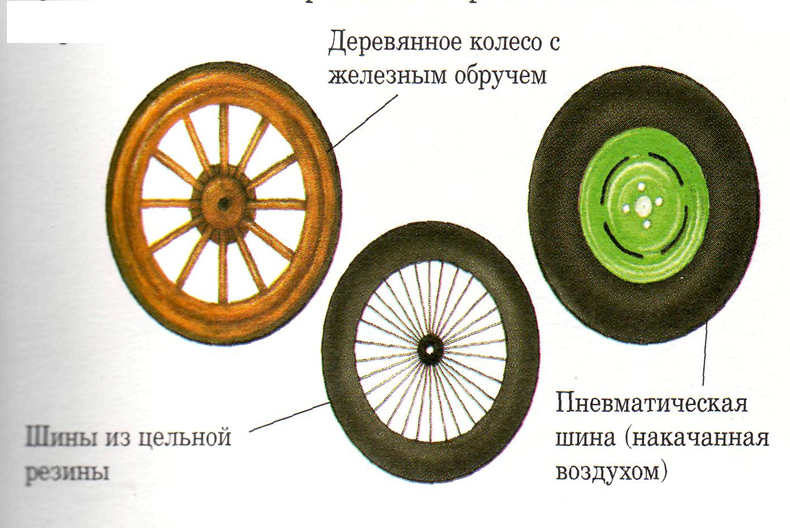 Деревянное колесо с
железным обручем
Шины из цельной
резины
Пневматическая
шина (накачанная
воздухом)